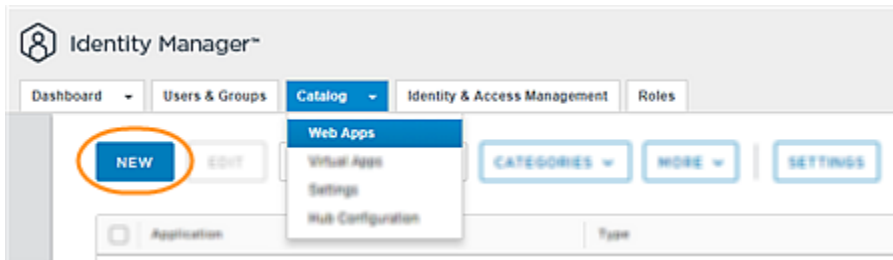 Identity Manager™
Dashboard Users & Groups Catalog Identity & Access Management Roles
Web Apps
NEW EDIT Virtual Apps CATEGORIES MORE SETTINGS
Settings
Hub Configuration
Application Type